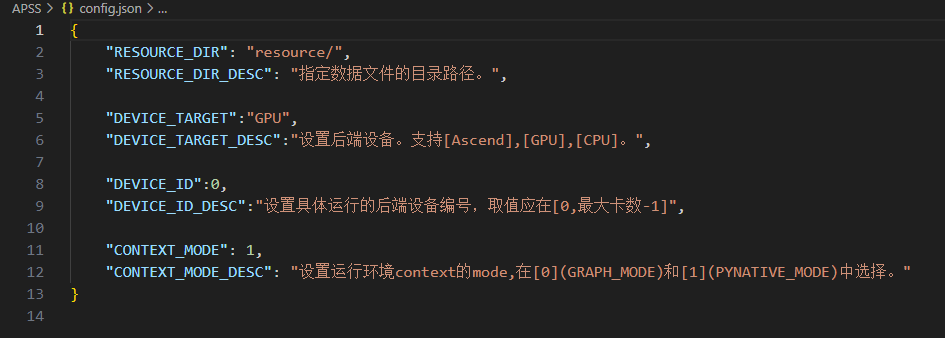 APSS > {} config.json > ...
1 {
2 "RESOURCE_DIR": "resource/",
3 "RESOURCE_DIR_DESC": "指定数据文件的目录路径。",
4
5 "DEVICE_TARGET":"GPU",
6 "DEVICE_TARGET_DESC":"设置后端设备。支持[Ascend],[GPU],[CPU]。",
7
8 "DEVICE_ID":0,
9 "DEVICE_ID_DESC":"设置具体运行的后端设备编号，取值应在[0,最大卡数-1]",
10
11 "CONTEXT_MODE": 1,
12 "CONTEXT_MODE_DESC": "设置运行环境context的mode,在[0](GRAPH_MODE)和[1](PYNATIVE_MODE)中选择。"
13 }
14